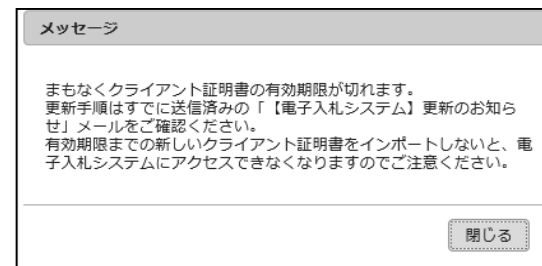 メッセージ
まもなくクライアント証明書の有効期限が切れます。
更新手順はすでに送信済みの「【電子入札システム】更新のお知ら
せ」メールをご確認ください。
有効期限までの新しいクライアント証明書をインポートしないと、電
子入札システムにアクセスできなくなりますのでご注意ください。
閉じる